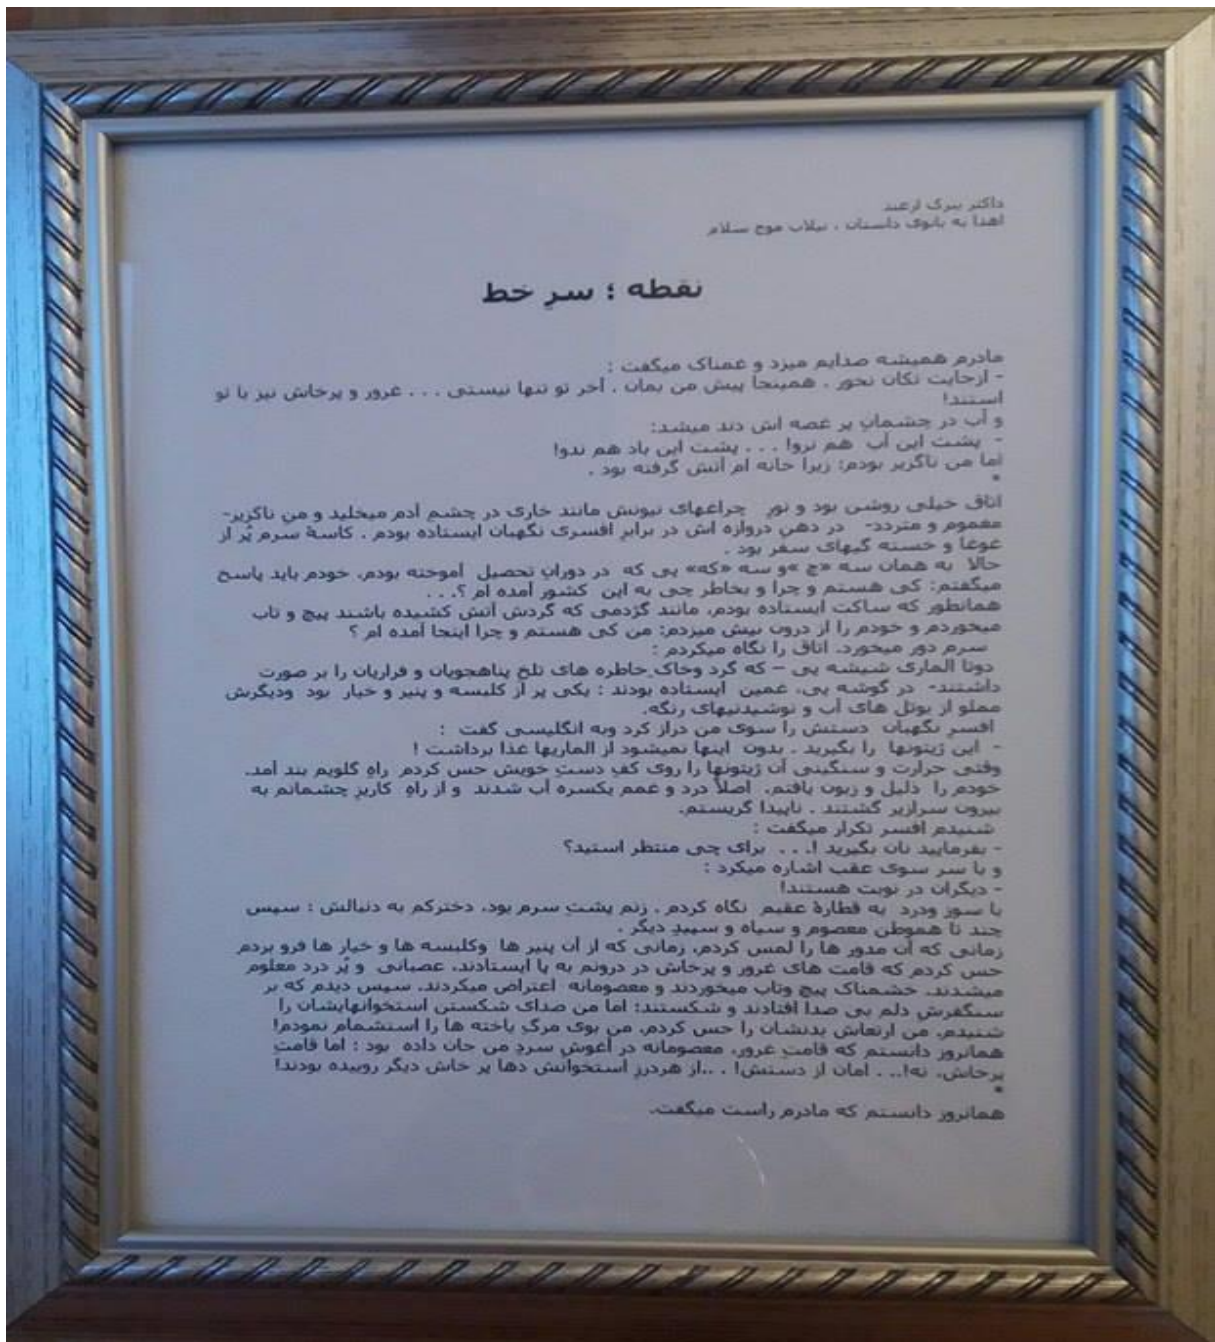 داکتر ببرک ارغند
اهدا به بانوی داستان ، نیلاب موج سلام
نقطه ؛ سرِ خط
مادرم همیشه صدایم میزد و غمناک میگفت :
- ازجایت تکان نخور . همینجا پیش من بمان . آخر تو تنها نیستی . . . غرور و پرخاش نیز با تو
استند!
و آب در چشمانِ پر غصه اش دند میشد:
- پشت این آب هم نرو! . . . پشت این باد هم ندو!
اما من ناگزیر بودم؛ زیرا خانه ام آتش گرفته بود .
*
اتاق خیلی روشن بود و نورِ چراغهای نیونش مانند خاری در چشمِ آدم میخلید و من ناگزیر-
مغموم و متردد- در دهنِ دروازه اش در برابرِ افسری نگهبان ایستاده بودم . کاسۀ سرم پُر از
غوغا و خسته گیهای سفر بود .
حالا به همان سه «چ »و سه «که» یی که در دورانِ تحصیل آموخته بودم، خودم باید پاسخ
میگفتم: کی هستم و چرا و بخاطر چی به این کشور آمده ام ؟. . .
همانطور که ساکت ایستاده بودم، مانند گژدمی که گردش آتش کشیده باشند پیچ و تاب
میخوردم و خودم را از درون نیش میزدم: من کی هستم و چرا اینجا آمده ام ؟
سرم دور میخورد. اتاق را نگاه میکردم :
دوتا الماری شیشه یی – که گرد وخاکِ خاطره های تلخِ پناهجویان و فراریان را بر صورت
داشتند- در گوشه یی، غمین ایستاده بودند : یکی پر از کلبسه و پنیر و خیار بود ودیگرش
مملو از بوتل های آب و نوشیدنیهای رنگه.
افسرِ نگهبان دستش را سوی من دراز کرد وبه انگلیسی گفت :
- این ژیتونها را بگیرید . بدون اینها نمیشود از الماریها غذا برداشت !
وقتی حرارت و سنگینی آن ژیتونها را روی کفِ دستِ خویش حس کردم راهِ گلویم بند آمد.
خودم را ذلیل و زبون یافتم. اصلاً درد و غمم یکسره آب شدند و از راهِ کاریزِ چشمانم به
بیرون سرازیر گشتند . ناپیدا گریستم.
شنیدم افسر تکرار میگفت :
- بفرمایید نان بگیرید !. . . برای چی منتظر استید؟
و با سر سوی عقب اشاره میکرد :
- دیگران در نوبت هستند!
با سوز ودرد به قطارۀ عقبم نگاه کردم . زنم پشتِ سرم بود، دخترکم به دنبالش ؛ سپس
چند تا هموطن معصوم و سیاه و سپیدِ دیگر .
زمانی که آن مدور ها را لمس کردم، زمانی که از آن پنیر ها وکلبسه ها و خیار ها فرو بردم
حس کردم که قامت های غرور و پرخاش در درونم به پا ایستادند، عصبانی و پُر درد معلوم
میشدند. خشمناک پیچ وتاب میخوردند و معصومانه اعتراض میکردند. سپس دیدم که بر
سنگفرشِ دلم بی صدا افتادند و شکستند؛ اما من صدای شکستن استخوانهایشان را
شنیدم. من ارتعاش بدنشان را حس کردم، من بوی مرگِ یاخته ها را استشمام نمودم!
همانروز دانستم که قامتِ غرور، معصومانه در آغوشِ سردِ من جان داده بود ؛ اما قامتِ
پرخاش، نه!.. . امان از دستش! . ..از هردرزِ استخوانش دها پر خاش دیگر روییده بودند!
*
همانروز دانستم که مادرم راست میگفت.